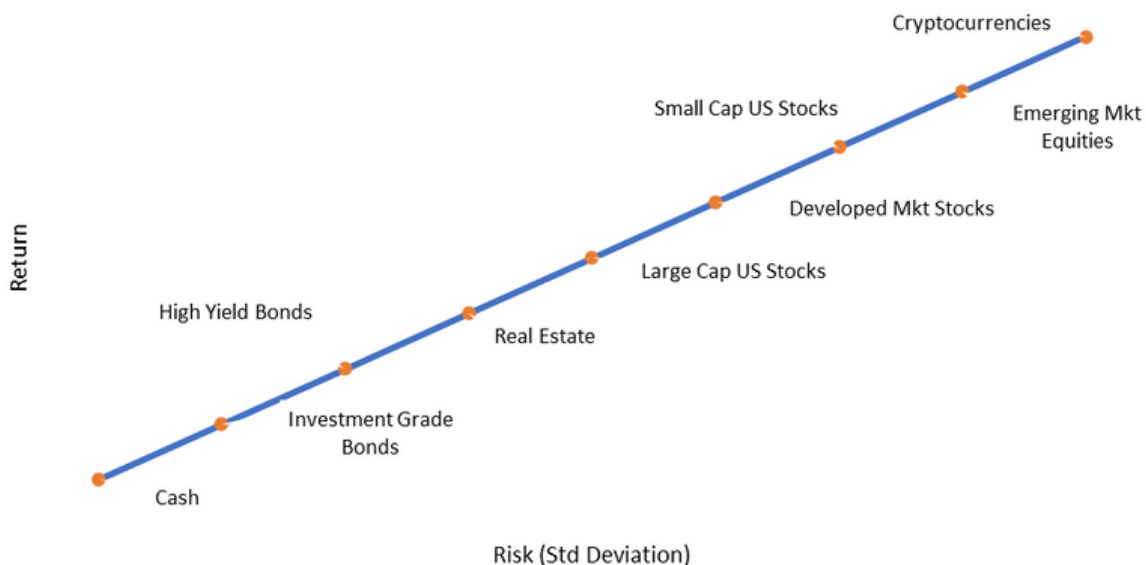 Cryptocurrencies
Small Cap US Stocks
Emerging Mkt
Equities
Developed Mkt Stocks
Return
Large Cap US Stocks
High Yield Bonds
Real Estate
Investment Grade
Bonds
Cash
Risk (Std Deviation)